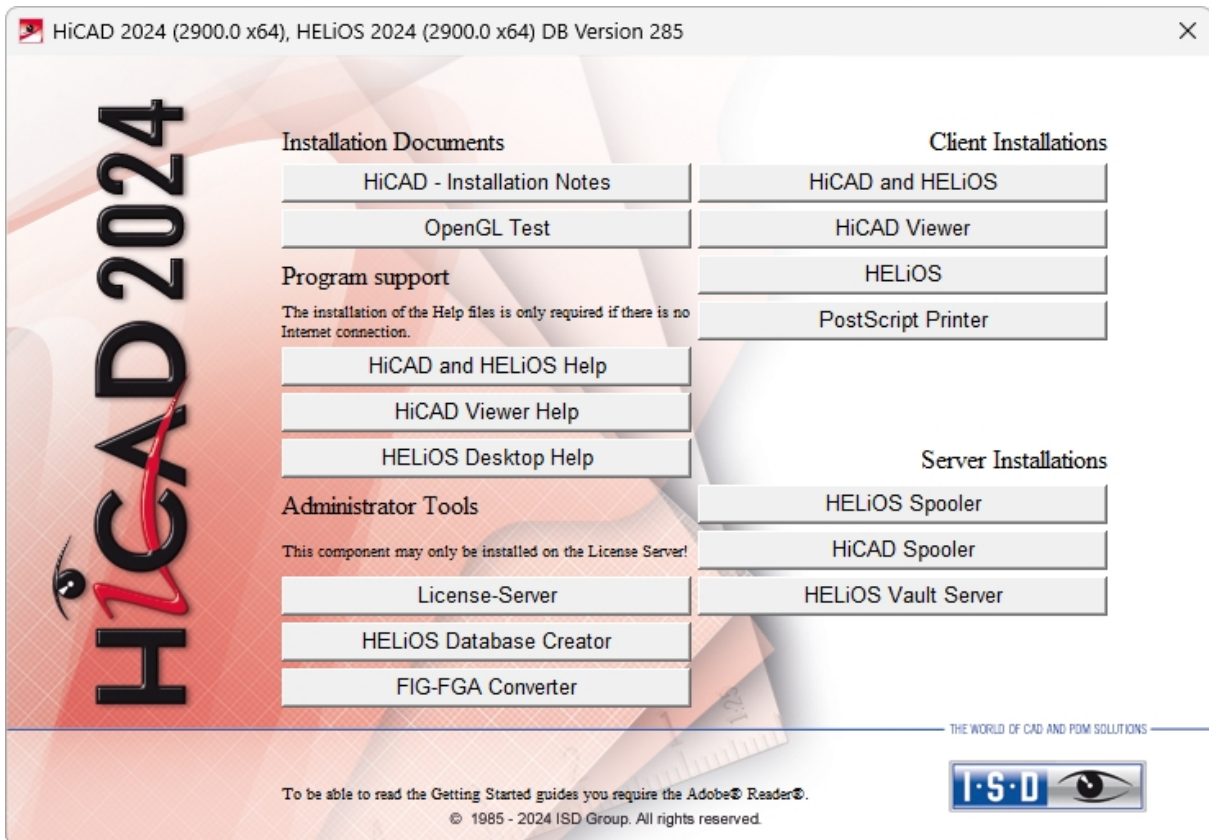 HiCAD 2024 (2900.0 x64), HELiOS 2024 (2900.0 x64) DB Version 285
HiCAD 2024
Installation Documents
HiCAD - Installation Notes
OpenGL Test
Program support
The installation of the Help files is only required if there is no
Internet connection.
HiCAD and HELiOS Help
HiCAD Viewer Help
HELiOS Desktop Help
Administrator Tools
This component may only be installed on the License Server!
License-Server
HELiOS Database Creator
FIG-FGA Converter
Client Installations
HiCAD and HELiOS
HiCAD Viewer
HELiOS
PostScript Printer
Server Installations
HELiOS Spooler
HiCAD Spooler
HELiOS Vault Server
THE WORLD OF CAD AND PDM SOLUTIONS
I·S·D
To be able to read the Getting Started guides you require the Adobe® Reader®.
© 1985 - 2024 ISD Group. All rights reserved.